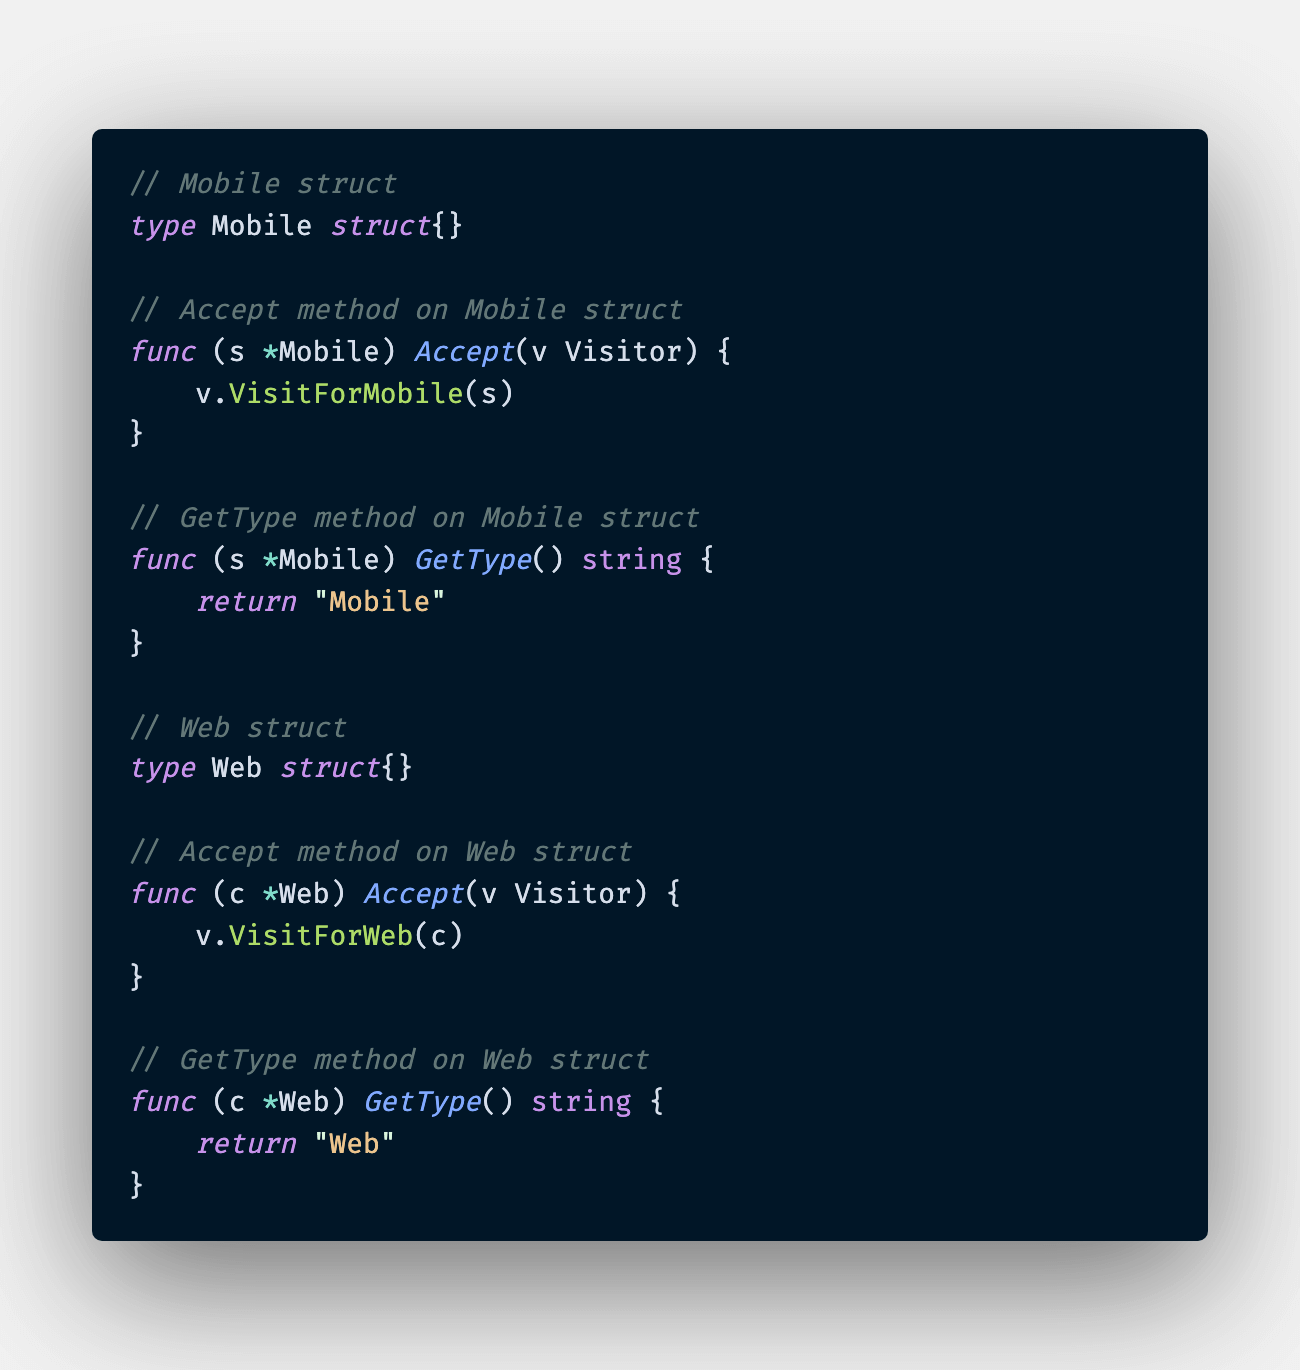 // Mobile struct
type Mobile struct{}

// Accept method on Mobile struct
func (s *Mobile) Accept(v Visitor) {
    v.VisitForMobile(s)
}

// GetType method on Mobile struct
func (s *Mobile) GetType() string {
    return "Mobile"
}

// Web struct
type Web struct{}

// Accept method on Web struct
func (c *Web) Accept(v Visitor) {
    v.VisitForWeb(c)
}

// GetType method on Web struct
func (c *Web) GetType() string {
    return "Web"
}